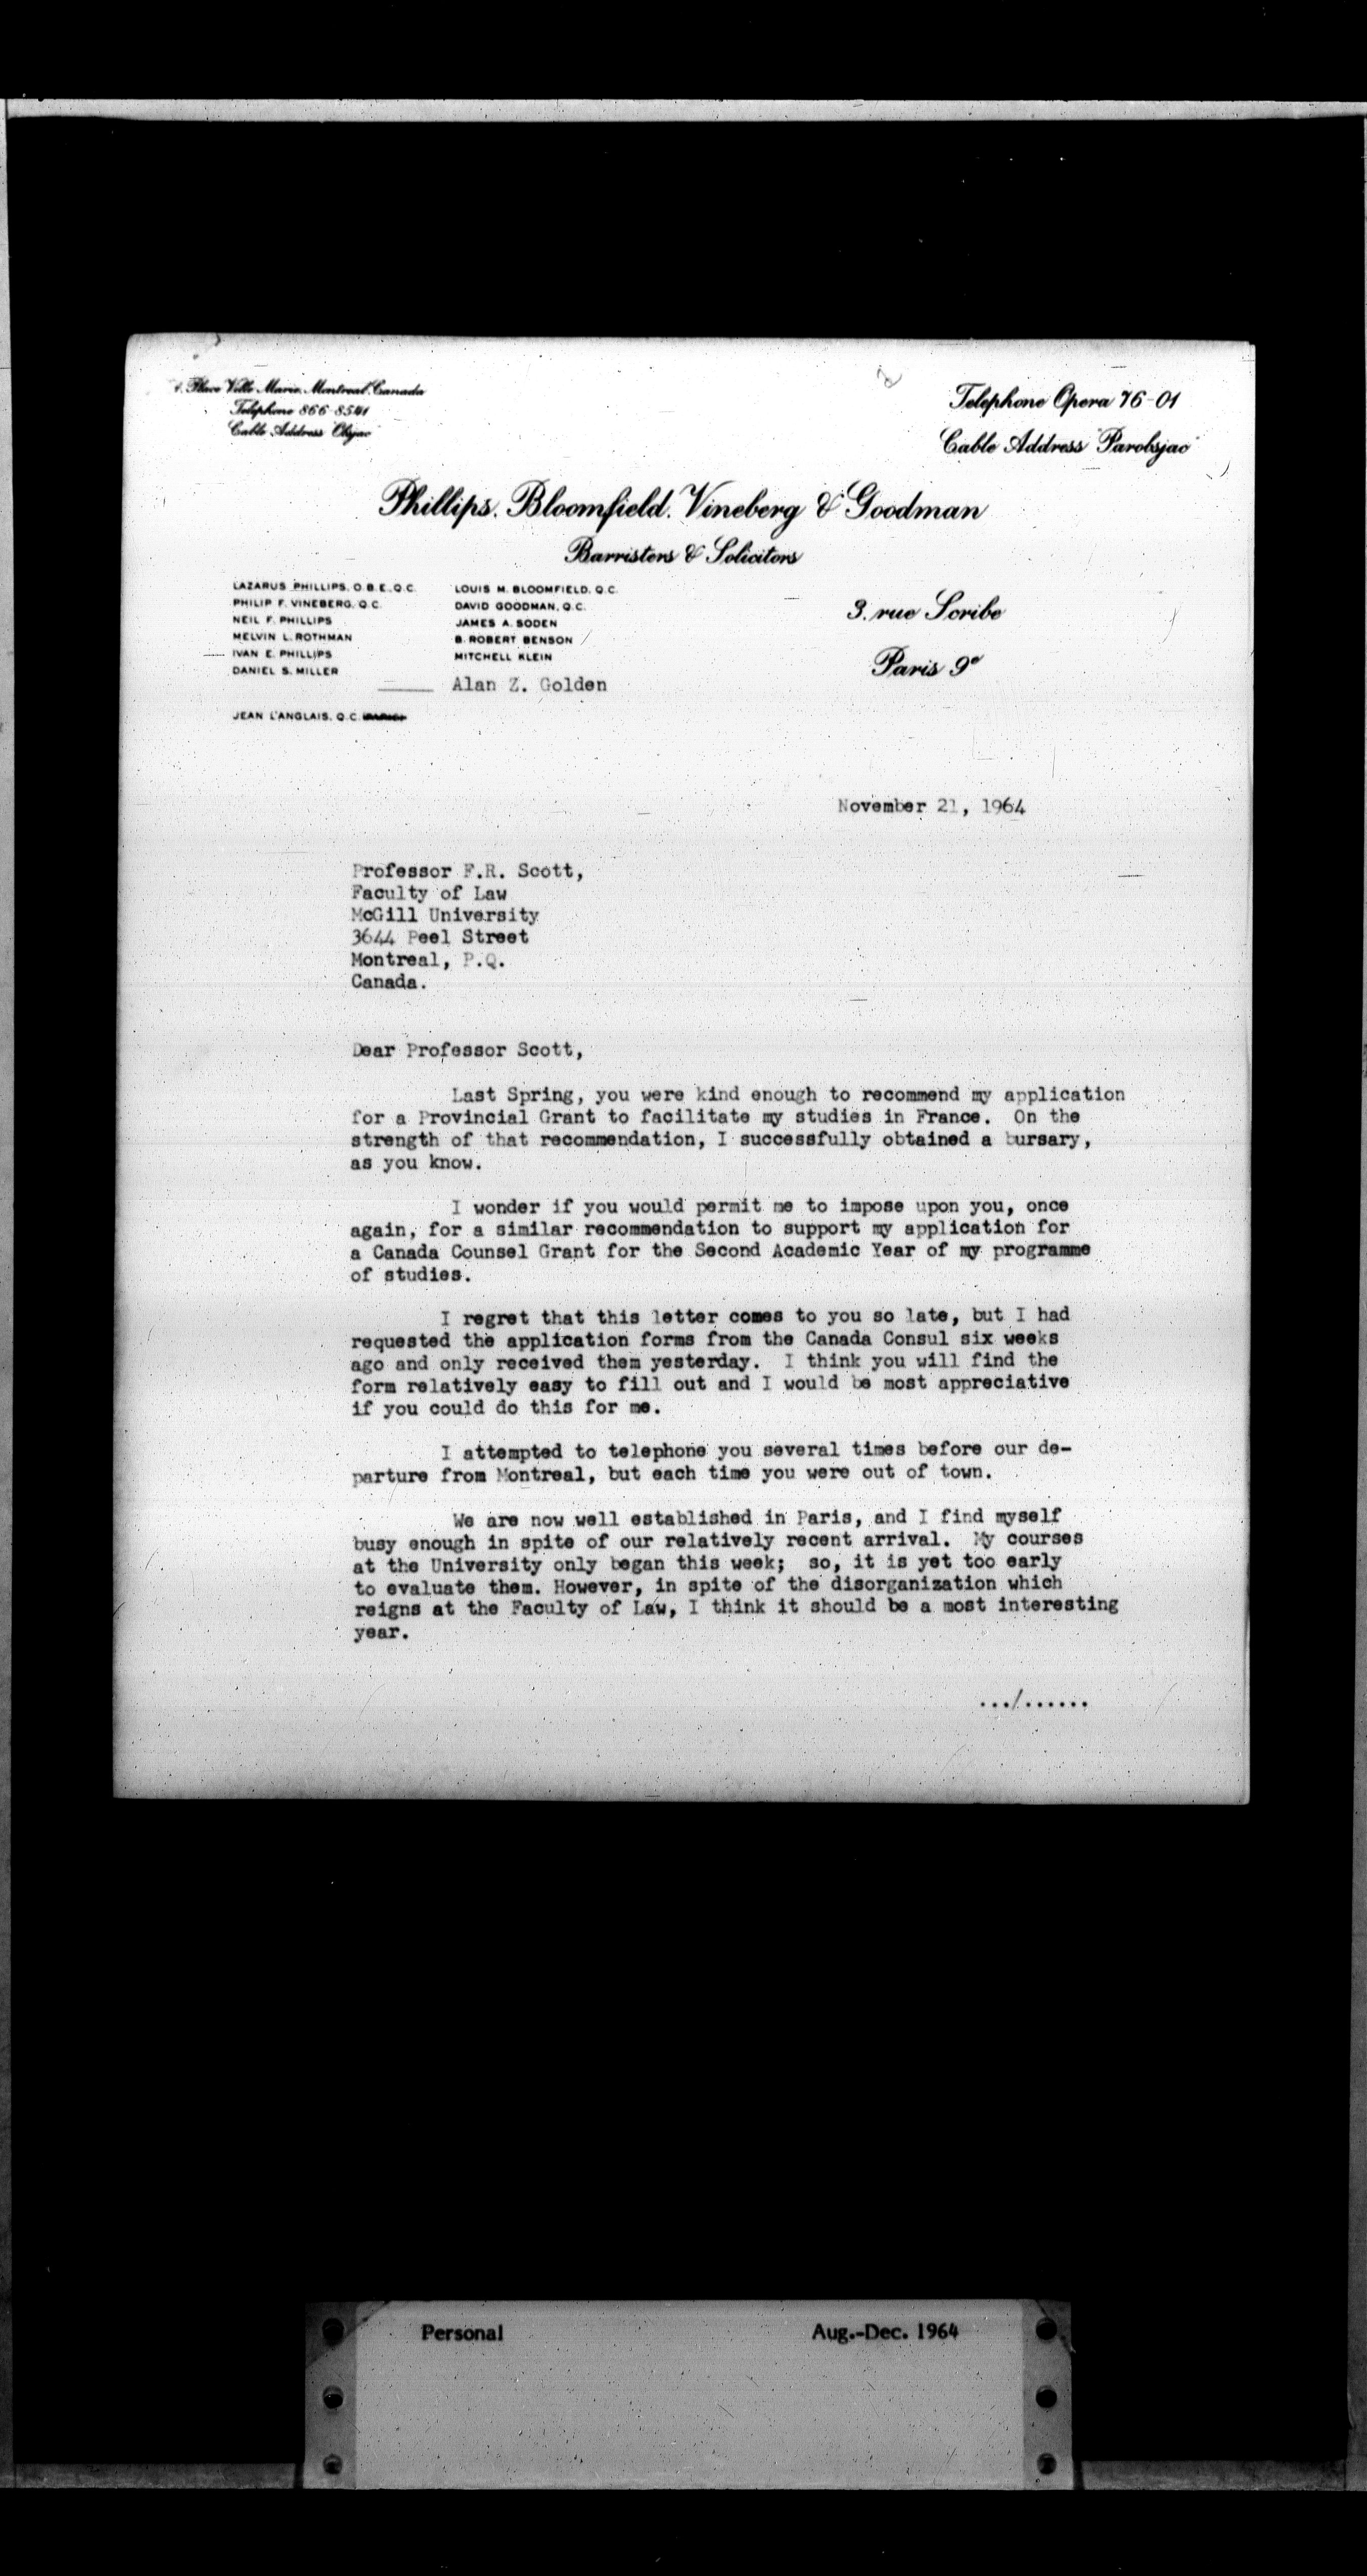 1, Place Ville Marie, Montreal, Canada
Telephone 866-8541
Cable Address "Objac"
Telephone Opera 76-01
Cable Address "Parobsjac"
Phillips, Bloomfield, Vineberg & Goodman
Barristers & Solicitors
LAZARUS PHILLIPS, O.B.E., Q.C.
PHILIP F. VINEBERG, Q.C.
NEIL F. PHILLIPS
MELVIN L. ROTHMAN
IVAN E. PHILLIPS
DANIEL S. MILLER
JEAN L'ANGLAIS, Q.C.
LOUIS M. BLOOMFIELD, Q.C.
DAVID GOODMAN, Q.C.
JAMES A. SODEN
B. ROBERT BENSON
MITCHELL KLEIN
Alan Z. Golden
3, rue Scribe
Paris 9e
November 21, 1964
Professor F.R. Scott,
Faculty of Law
McGill University
3644 Peel Street
Montreal, P.Q.
Canada.
Dear Professor Scott,
Last Spring, you were kind enough to recommend my application
for a Provincial Grant to facilitate my studies in France. On the
strength of that recommendation, I successfully obtained a bursary,
as you know.
I wonder if you would permit me to impose upon you, once
again, for a similar recommendation to support my application for
a Canada Counsel Grant for the Second Academic Year of my programme
of studies.
I regret that this letter comes to you so late, but I had
requested the application forms from the Canada Consul six weeks
ago and only received them yesterday. I think you will find the
form relatively easy to fill out and I would be most appreciative
if you could do this for me.
I attempted to telephone you several times before our de-
parture from Montreal, but each time you were out of town.
We are now well established in Paris, and I find myself
busy enough in spite of our relatively recent arrival. My courses
at the University only began this week; so, it is yet too early
to evaluate them. However, in spite of the disorganization which
reigns at the Faculty of Law, I think it should be a most interesting
year.
.../......
Personal
Aug.-Dec. 1964